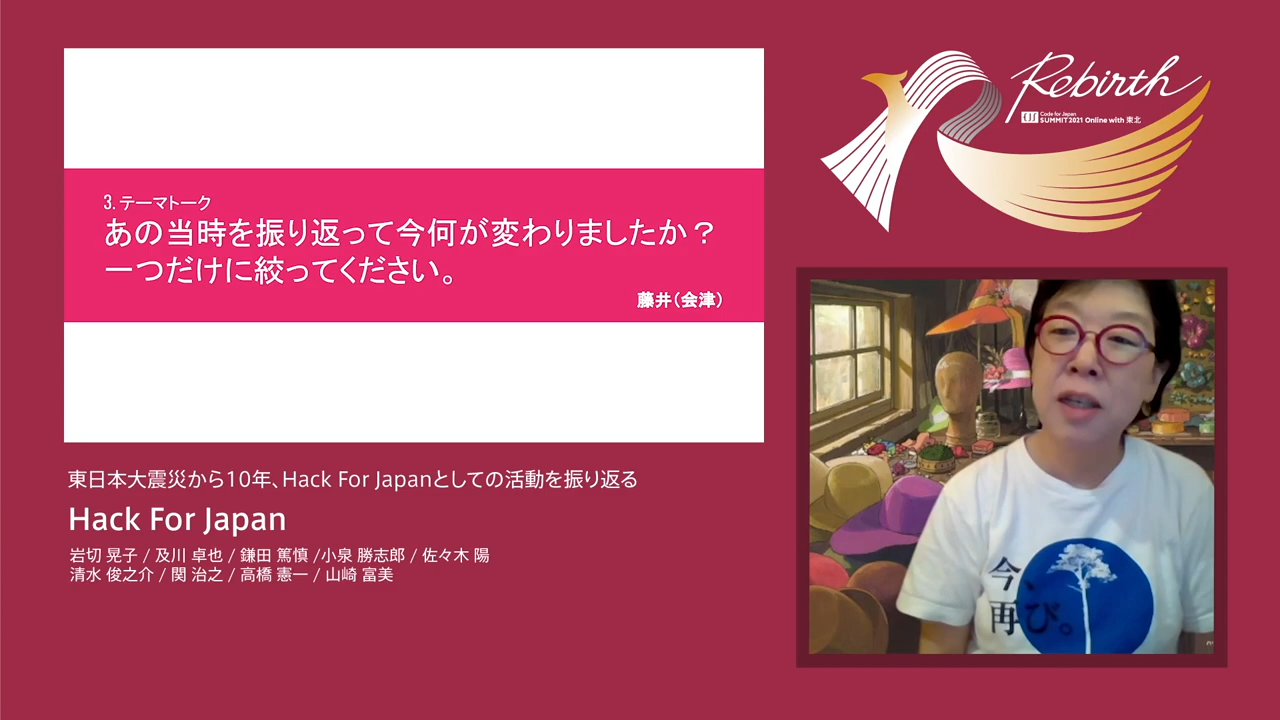 3. テーマトーク
あの当時を振り返って今何が変わりましたか？
一つだけに絞ってください。
藤井（会津）
Rebirth
Code for Japan
SUMMIT2021 Online with 東北
今、
再び。
東日本大震災から10年、Hack For Japanとしての活動を振り返る
Hack For Japan
岩切 晃子 / 及川 卓也 / 鎌田 篤慎 /小泉 勝志郎 / 佐々木 陽
清水 俊之介 / 関 治之 / 高橋 憲一 / 山崎 富美